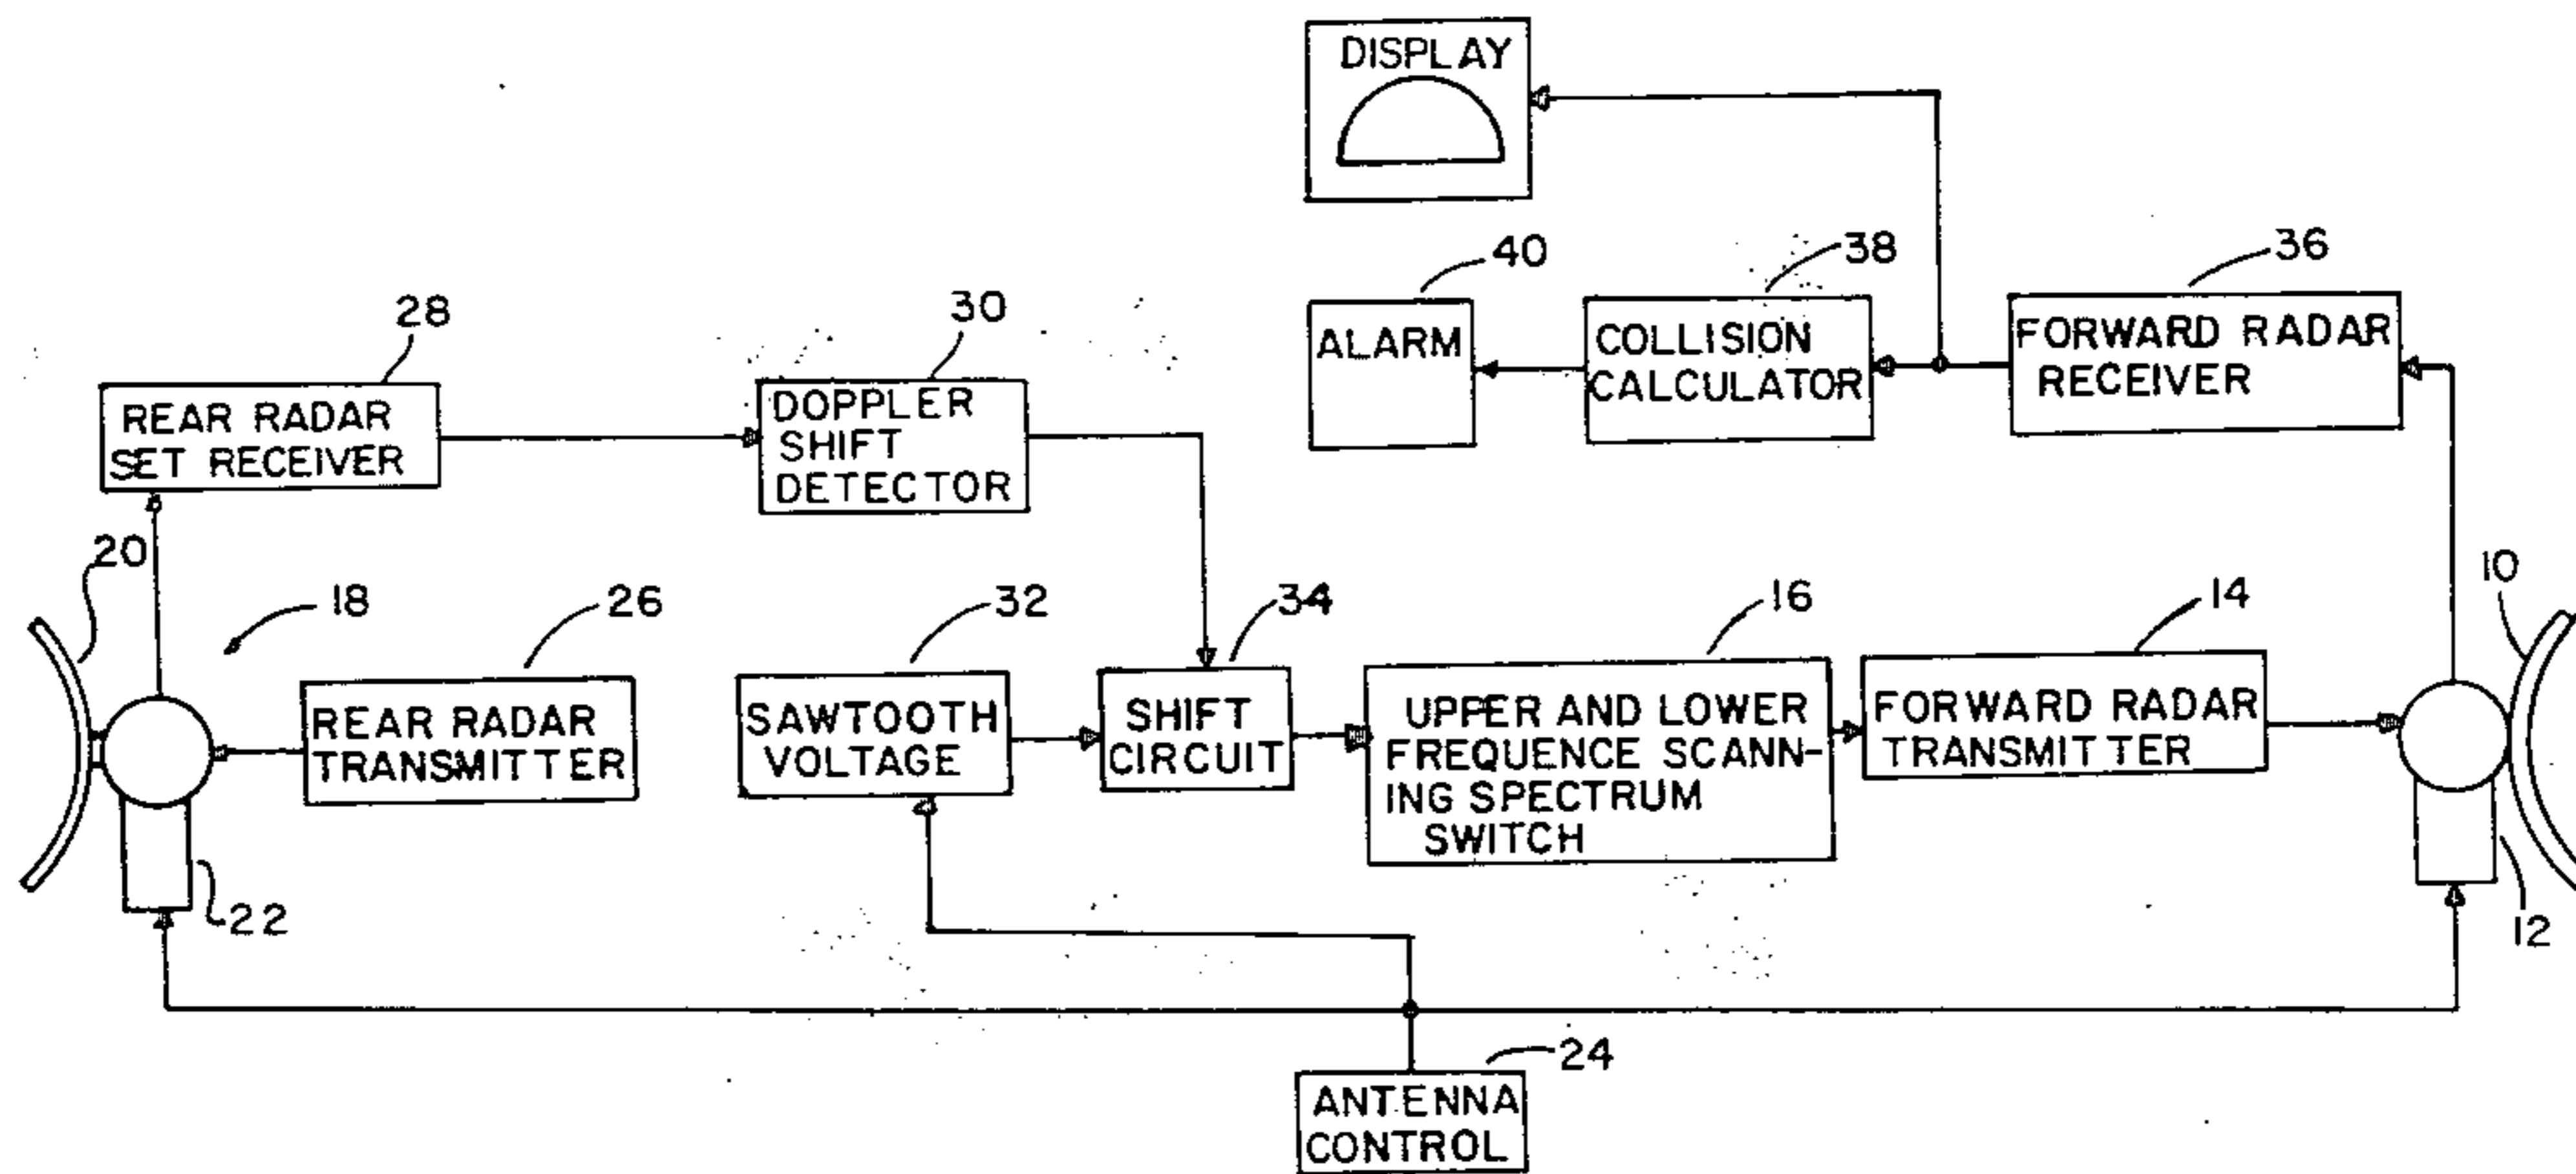 DISPLAY
40
38
36
28
30
ALARM
COLLISION
CALCULATOR
FORWARD RADAR
RECEIVER
REAR RADAR
SET RECEIVER
DOPPLER
SHIFT
DETECTOR
20
18
26
32
34
16
14
10
REAR RADAR
TRANSMITTER
SAWTOOTH
VOLTAGE
SHIFT
CIRCUIT
UPPER AND LOWER
FREQUENCE SCANN-
ING SPECTRUM
SWITCH
FORWARD RADAR
TRANSMITTER
22
12
24
ANTENNA
CONTROL